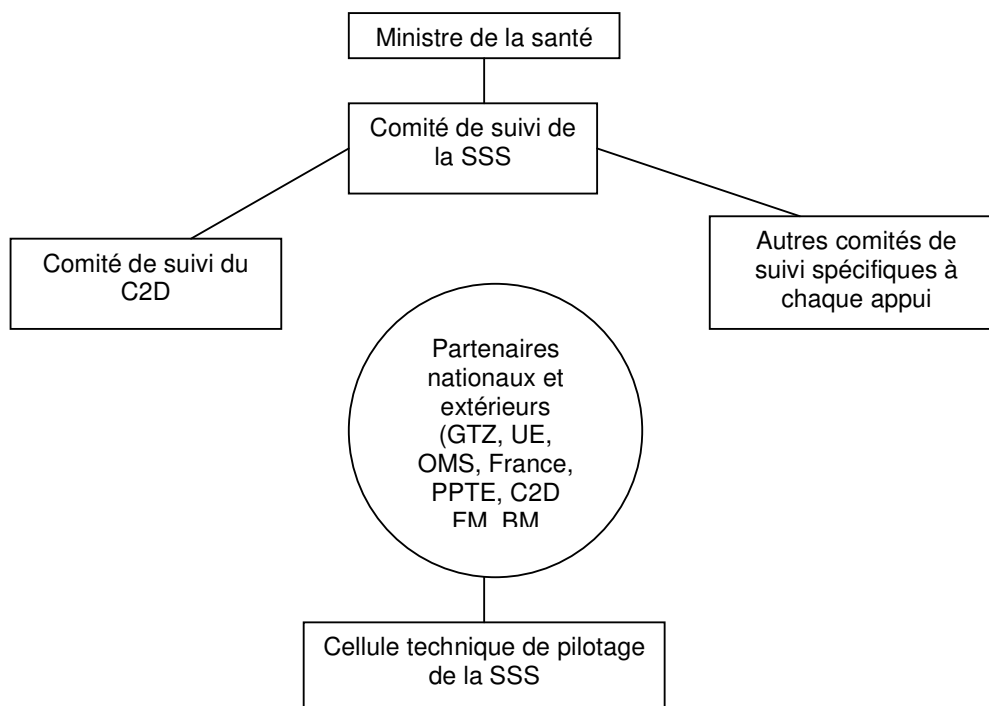 Ministre de la santé
Comité de suivi de
la SSS
Comité de suivi du
C2D
Autres comités de
suivi spécifiques à
chaque appui
Partenaires
nationaux et
extérieurs
(GTZ, UE,
OMS, France,
PPTE, C2D
FM, BM
Cellule technique de pilotage
de la SSS